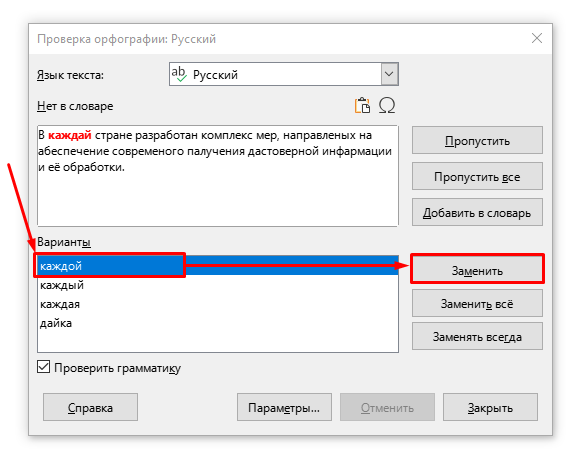 Проверка орфографии: Русский
Язык текста:
Русский
Нет в словаре
В каждай стране разработан комплекс мер, направленых на
абеспечение современого палучения дастоверной инфармации
и её обработки.
Пропустить
Пропустить все
Добавить в словарь
Варианты
каждой
каждый
каждая
дайка
Заменить
Заменить всё
Заменять всегда
Проверить грамматику
Справка
Параметры...
Отменить
Закрыть